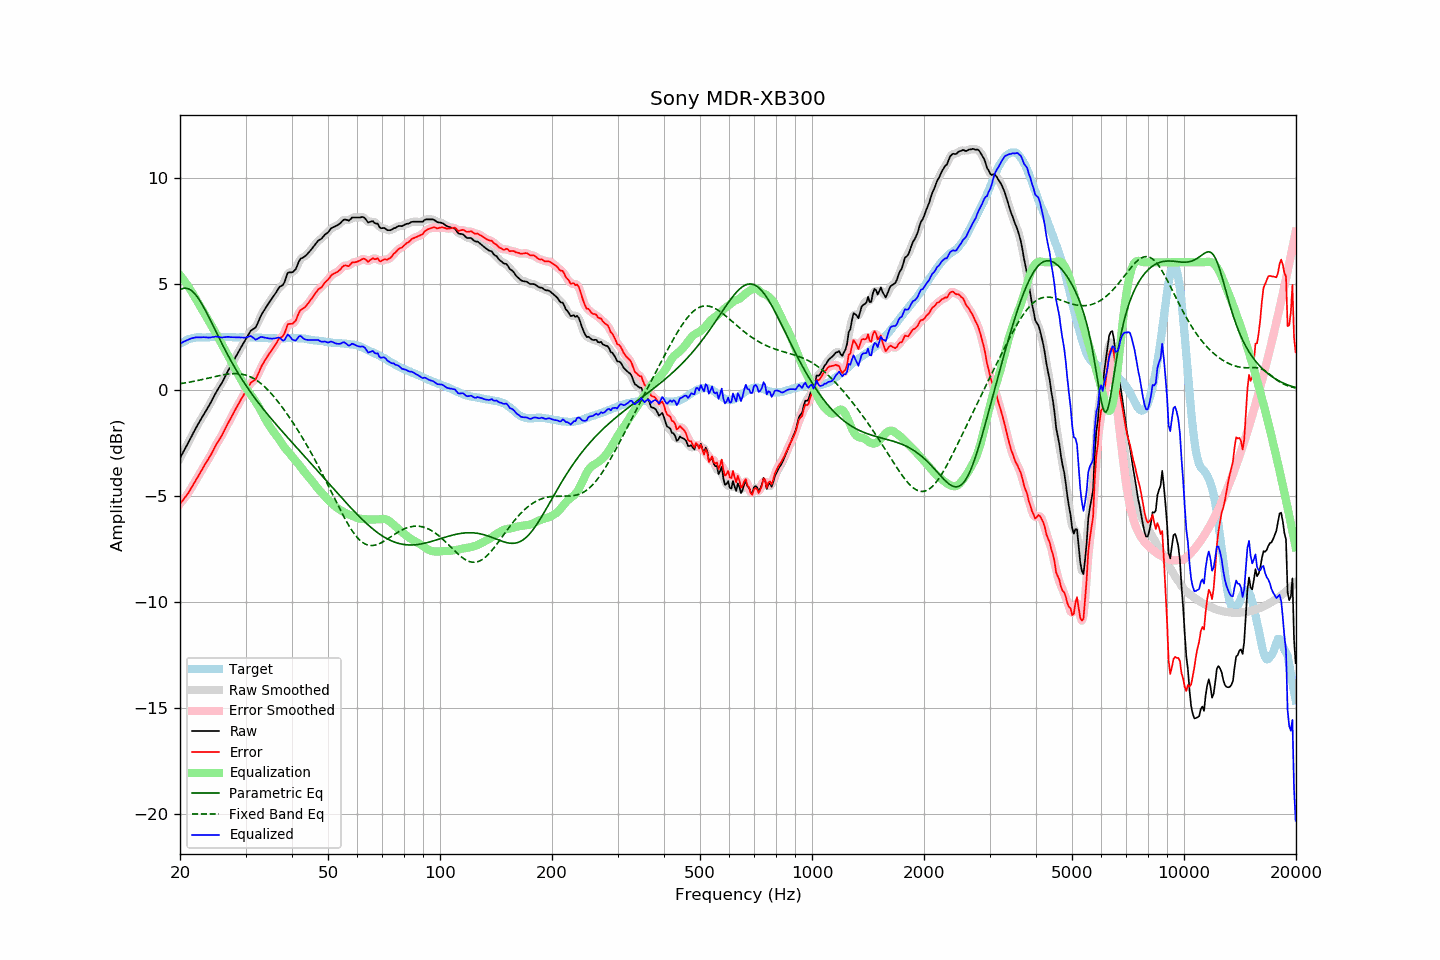 Sony MDR-XB300
Amplitude (dBr)
10
5
0
−5
−10
−15
−20
Target
Raw Smoothed
Error Smoothed
Raw
Error
Equalization
Parametric Eq
Fixed Band Eq
Equalized
20 50 100 200 500 1000 2000 5000 10000 20000
Frequency (Hz)